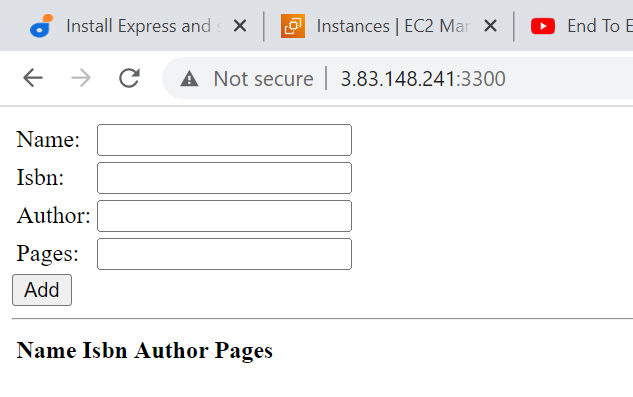 Install Express and s
Instances | EC2 Mar
End To E
Not secure
3.83.148.241:3300
Name:
Isbn:
Author:
Pages:
Add
Name Isbn Author Pages